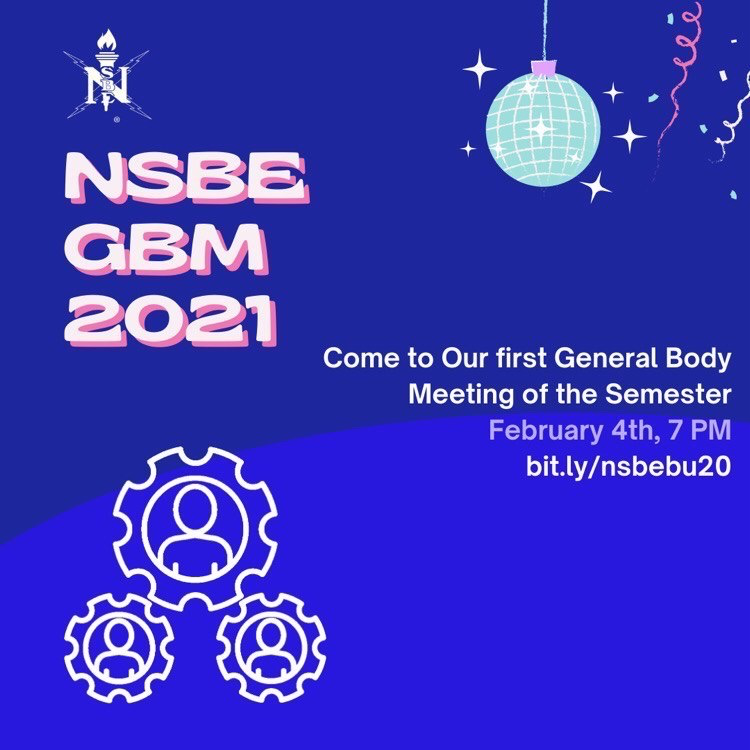 NSBE
®
NSBE
GBM
2021
Come to Our first General Body
Meeting of the Semester
February 4th, 7 PM
bit.ly/nsbebu20